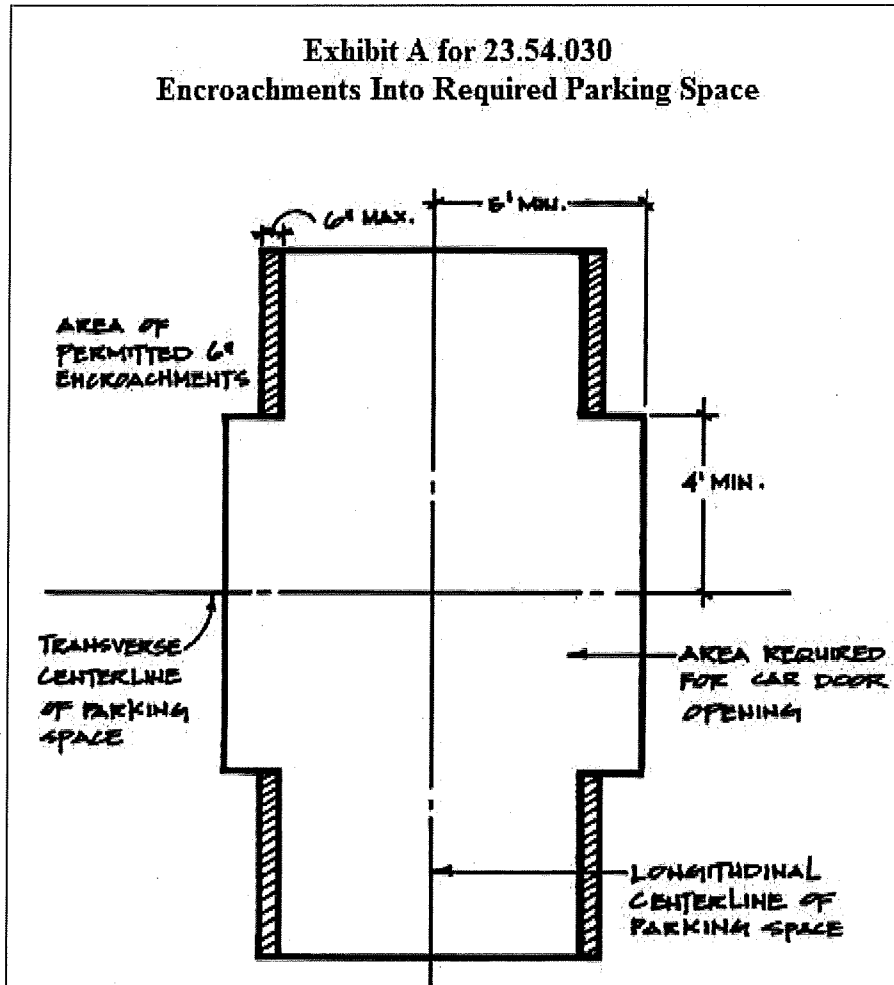 Exhibit A for 23.54.030
Encroachments Into Required Parking Space
6" MAX.
5' MIN.
AREA OF
PERMITTED 6"
ENCROACHMENTS
4' MIN.
TRANSVERSE
CENTERLINE
OF PARKING
SPACE
AREA REQUIRED
FOR CAR DOOR
OPENING
LONGITUDINAL
CENTERLINE OF
PARKING SPACE